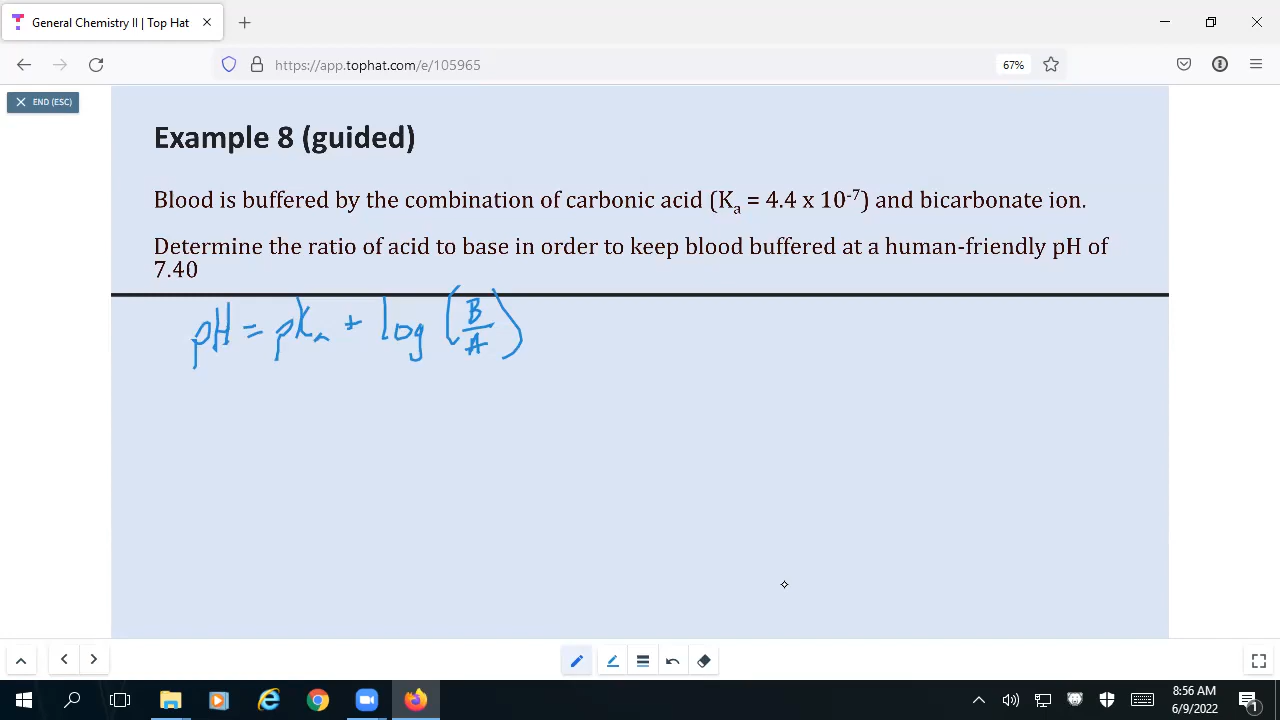 General Chemistry II | Top Hat
https://app.tophat.com/e/105965
67%
END (ESC)
Example 8 (guided)
Blood is buffered by the combination of carbonic acid (Ka = 4.4 x 10-7) and bicarbonate ion.
Determine the ratio of acid to base in order to keep blood buffered at a human-friendly pH of
7.40
pH = pKa + log (B/A)
8:56 AM
6/9/2022
1